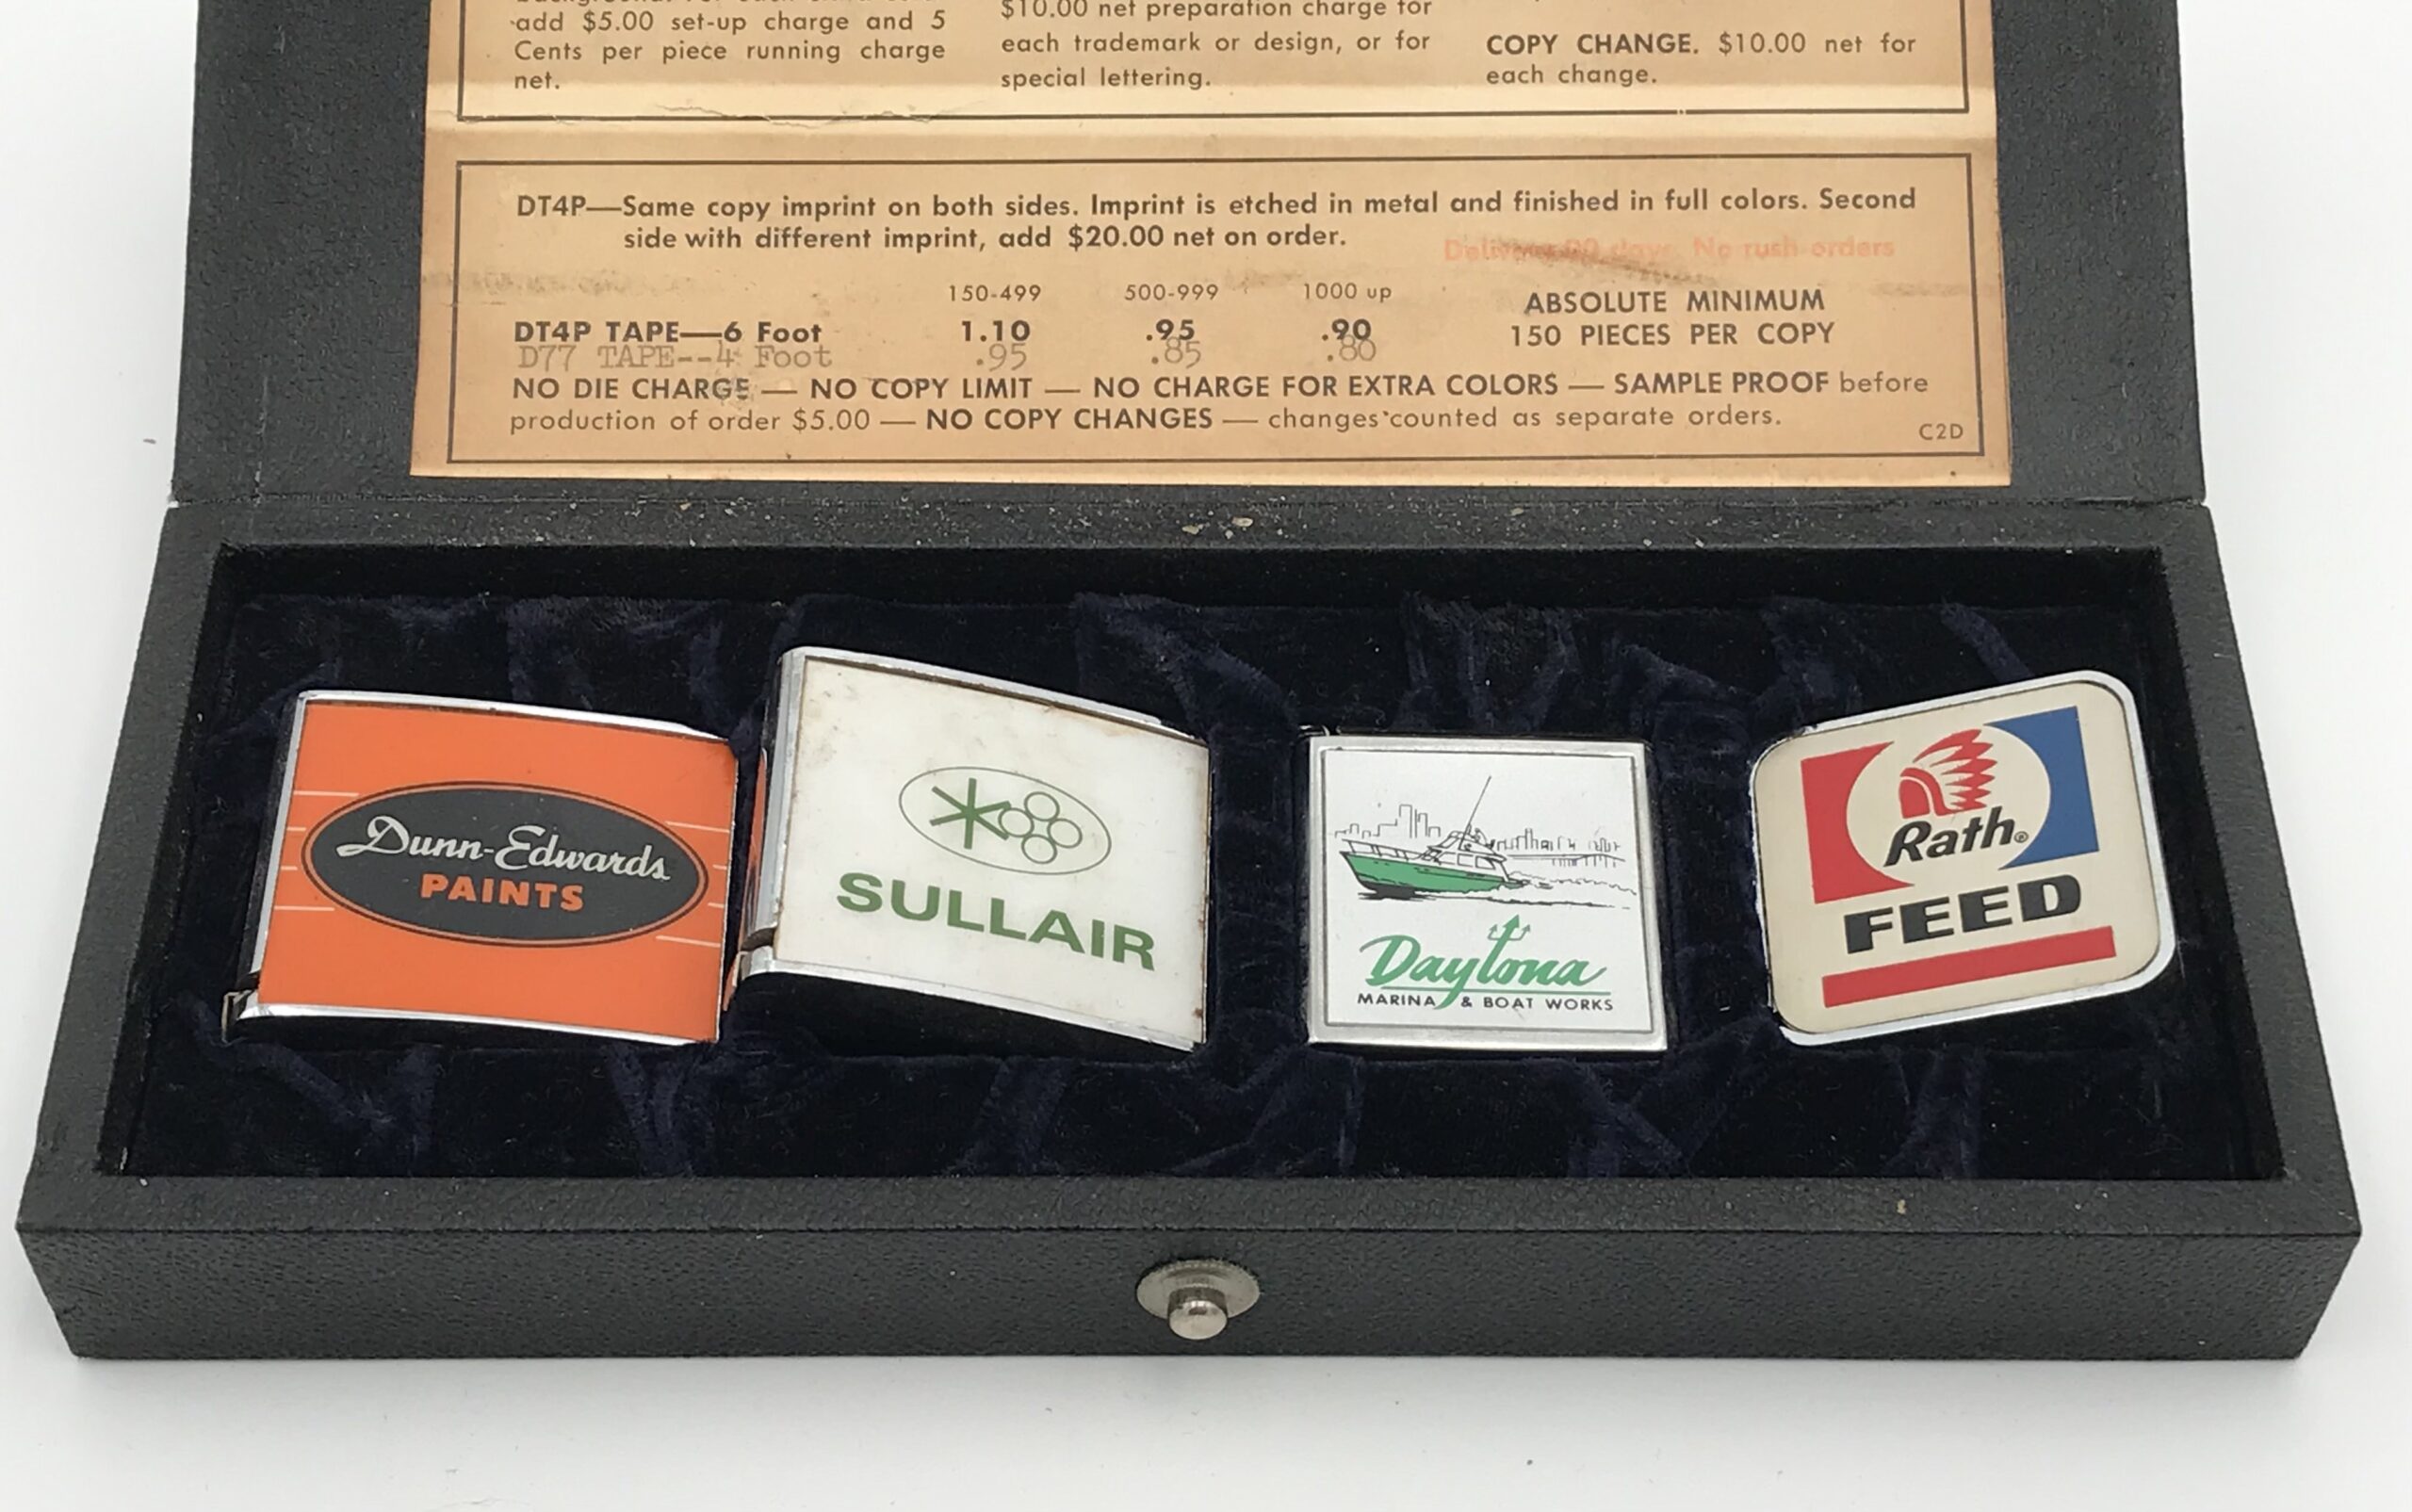 add $5.00 set-up charge and 5
Cents per piece running charge
net.
$10.00 net preparation charge for
each trademark or design, or for
special lettering.
COPY CHANGE. $10.00 net for
each change.
DT4P—Same copy imprint on both sides. Imprint is etched in metal and finished in full colors. Second
side with different imprint, add $20.00 net on order.
No rush orders
150-499 500-999 1000 up
ABSOLUTE MINIMUM
DT4P TAPE—6 Foot 1.10 .95 .90
150 PIECES PER COPY
D77 TAPE--4 Foot .95 .85 .80
NO DIE CHARGE — NO COPY LIMIT — NO CHARGE FOR EXTRA COLORS — SAMPLE PROOF before
production of order $5.00 — NO COPY CHANGES — changes counted as separate orders.
C2D
Dunn-Edwards
PAINTS
SULLAIR
Daytona
MARINA & BOAT WORKS
Rath®
FEED